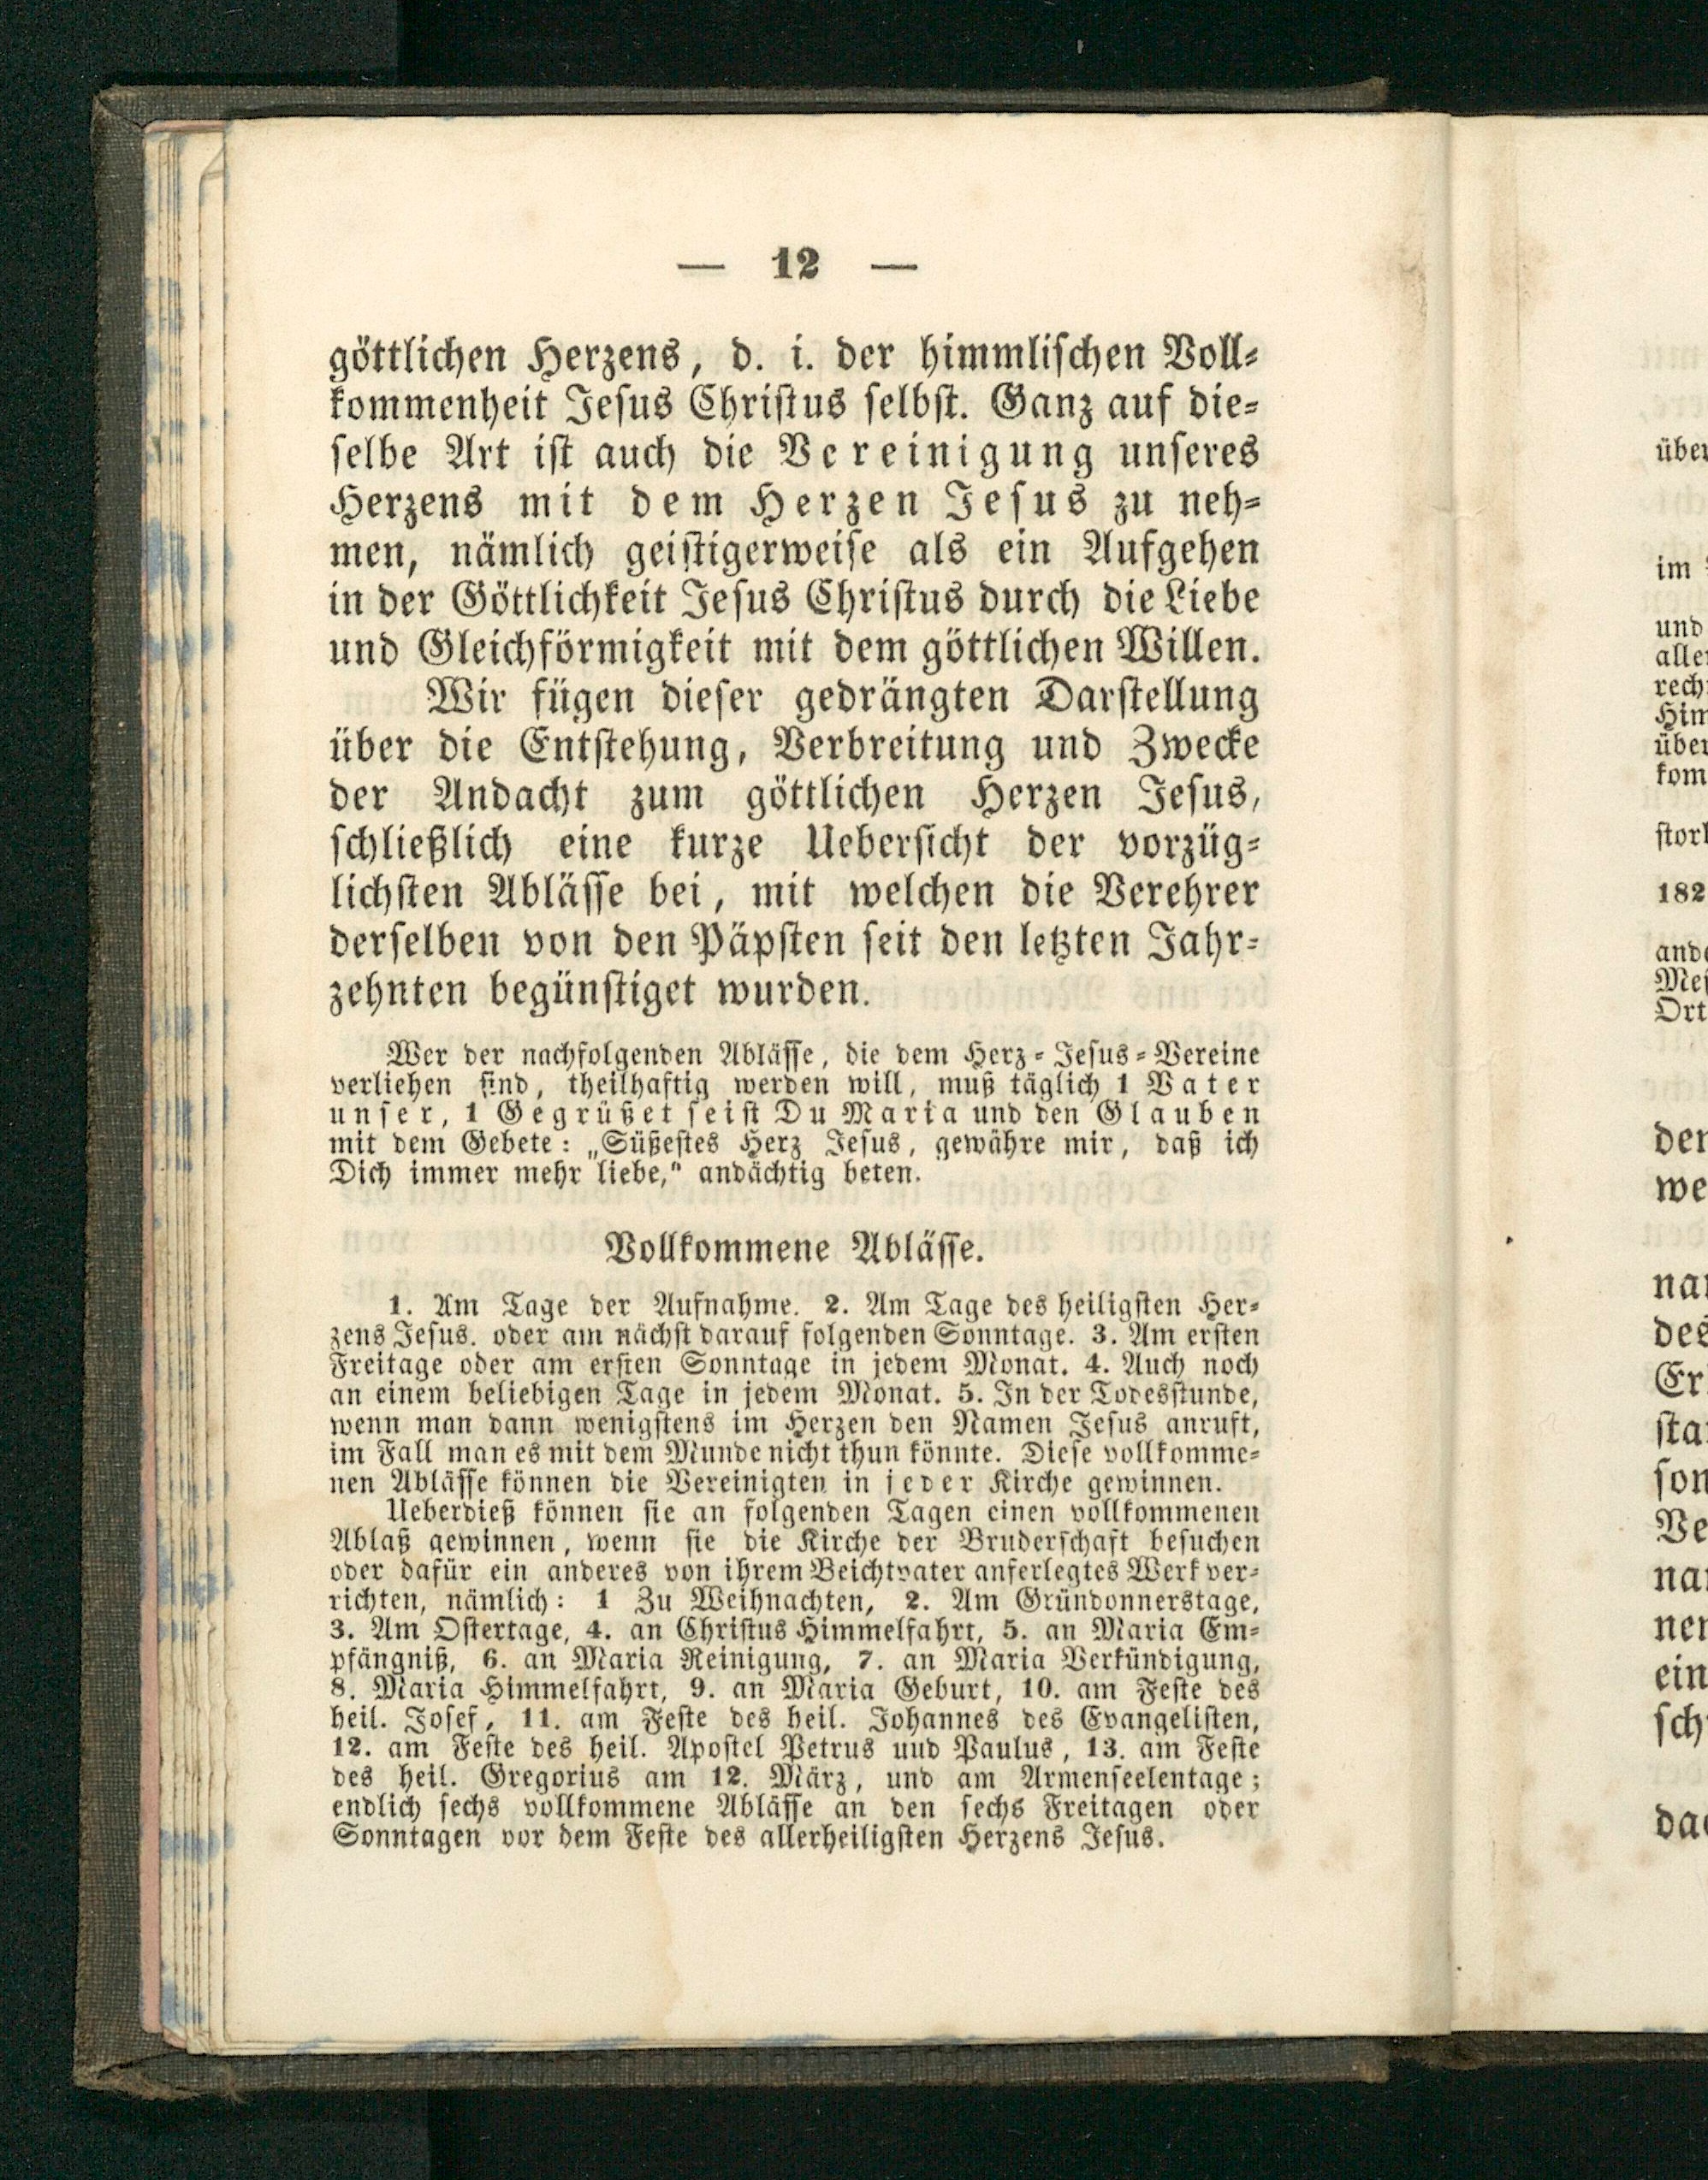 — 12 —
göttlichen Herzens, d. i. der himmlischen Voll-
kommenheit Jesus Christus selbst. Ganz auf die-
selbe Art ist auch die Vereinigung unseres
Herzens mit dem Herzen Jesus zu neh-
men, nämlich geistigerweise als ein Aufgehen
in der Göttlichkeit Jesus Christus durch die Liebe
und Gleichförmigkeit mit dem göttlichen Willen.
Wir fügen dieser gedrängten Darstellung
über die Entstehung, Verbreitung und Zwecke
der Andacht zum göttlichen Herzen Jesus,
schließlich eine kurze Uebersicht der vorzüg-
lichsten Ablässe bei, mit welchen die Verehrer
derselben von den Päpsten seit den letzten Jahr-
zehnten begünstiget wurden.
Wer der nachfolgenden Ablässe, die dem Herz-Jesus-Vereine
verliehen sind, theilhaftig werden will, muß täglich 1 Vater
unser, 1 Gegrüßet seist Du Maria und den Glauben
mit dem Gebete: „Süßestes Herz Jesus, gewähre mir, daß ich
Dich immer mehr liebe,“ andächtig beten.
Vollkommene Ablässe.
1. Am Tage der Aufnahme. 2. Am Tage des heiligsten Her-
zens Jesus. oder am nächst darauf folgenden Sonntage. 3. Am ersten
Freitage oder am ersten Sonntage in jedem Monat. 4. Auch noch
an einem beliebigen Tage in jedem Monat. 5. In der Todesstunde,
wenn man dann wenigstens im Herzen den Namen Jesus anruft,
im Fall man es mit dem Munde nicht thun könnte. Diese vollkomme-
nen Ablässe können die Vereinigten in jeder Kirche gewinnen.
Ueberdieß können sie an folgenden Tagen einen vollkommenen
Ablaß gewinnen, wenn sie die Kirche der Bruderschaft besuchen
oder dafür ein anderes von ihrem Beichtvater anferlegtes Werk ver-
richten, nämlich: 1 Zu Weihnachten, 2. Am Gründonnerstage,
3. Am Ostertage, 4. an Christus Himmelfahrt, 5. an Maria Em-
pfängniß, 6. an Maria Reinigung, 7. an Maria Verkündigung,
8. Maria Himmelfahrt, 9. an Maria Geburt, 10. am Feste des
heil. Josef, 11. am Feste des heil. Johannes des Evangelisten,
12. am Feste des heil. Apostel Petrus uud Paulus, 13. am Feste
des heil. Gregorius am 12. März, und am Armenseelentage;
endlich sechs vollkommene Ablässe an den sechs Freitagen oder
Sonntagen vor dem Feste des allerheiligsten Herzens Jesus.
im
und
182